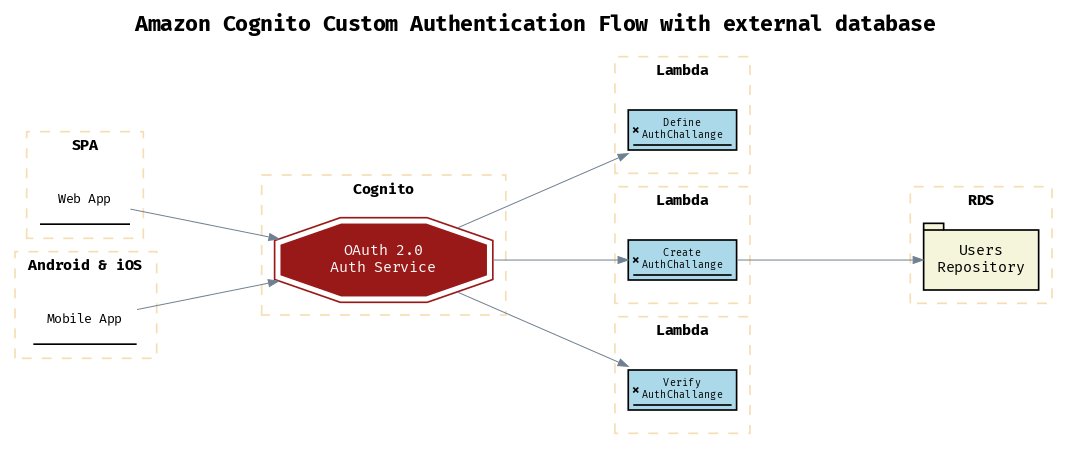 Amazon Cognito Custom Authentication Flow with external database
SPA
Web App
Android & iOS
Mobile App
Cognito
OAuth 2.0
Auth Service
Lambda
Define
AuthChallange
Lambda
Create
AuthChallange
Lambda
Verify
AuthChallange
RDS
Users
Repository